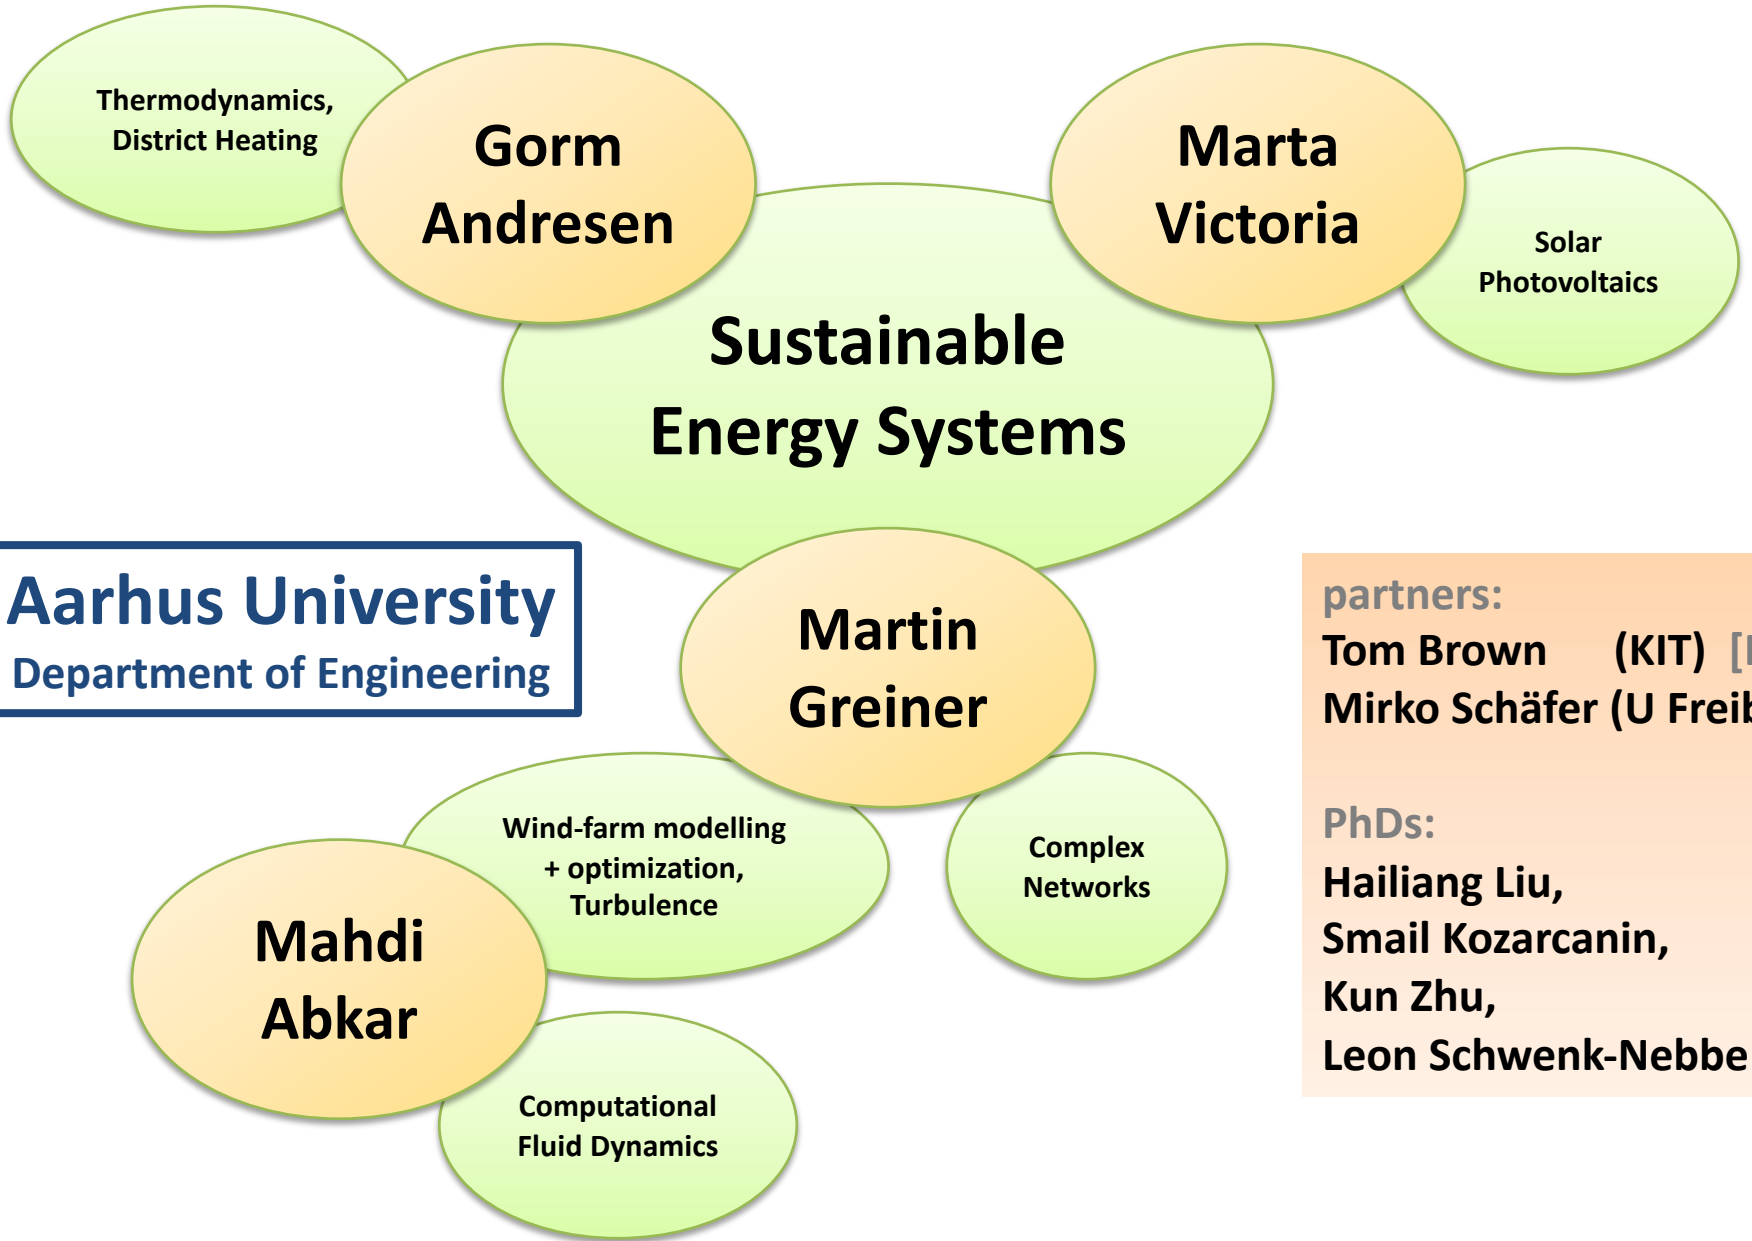 Thermodynamics,
District Heating
Gorm
Andresen
Marta
Victoria
Solar
Photovoltaics
Sustainable
Energy Systems
Aarhus University
Department of Engineering
Martin
Greiner
partners:
Tom Brown (KIT)
Mirko Schäfer (U
PhDs:
Hailiang Liu,
Smail Kozarcanin,
Kun Zhu,
Leon Schwenk-Nebbe
Wind-farm modelling
+ optimization,
Turbulence
Complex
Networks
Mahdi
Abkar
Computational
Fluid Dynamics